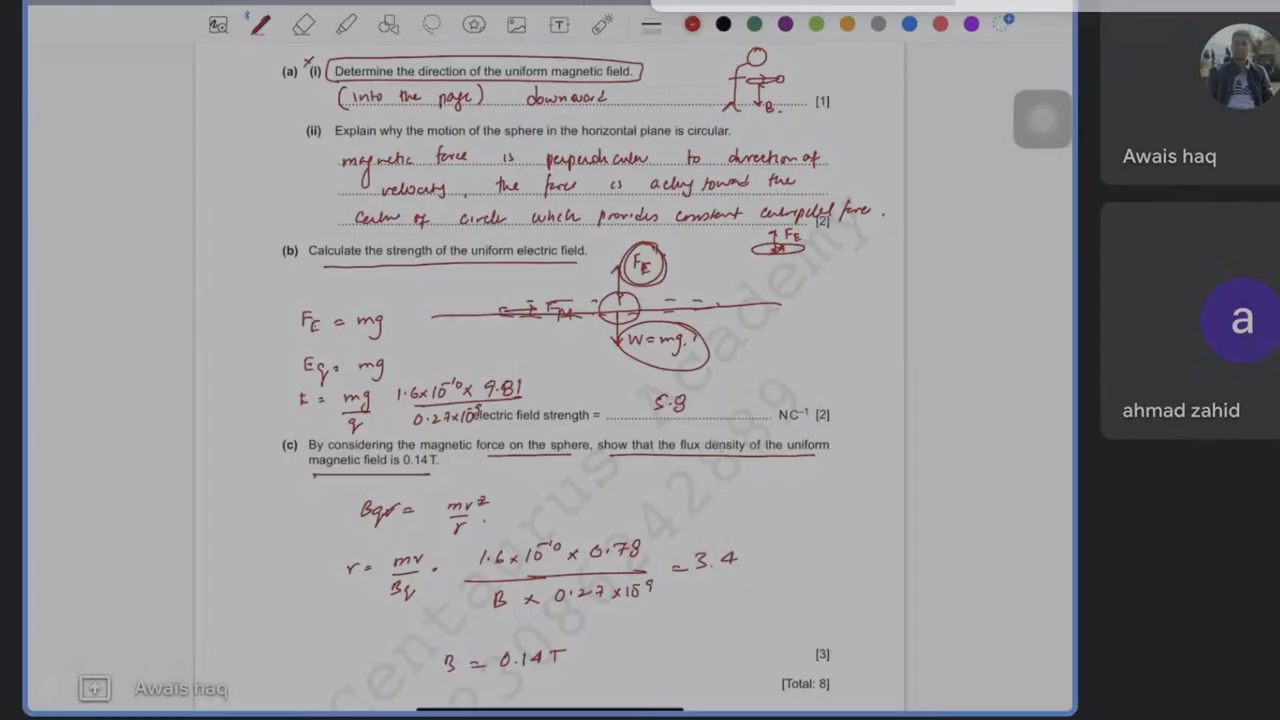 (a) (i) Determine the direction of the uniform magnetic field.
(into the page) downward
B.
[1]
(ii) Explain why the motion of the sphere in the horizontal plane is circular.
magnetic force is perpendicular to direction of
velocity, the force is acting toward the
center of circle which provides constant centripetal force.
[2]
FE
(b) Calculate the strength of the uniform electric field.
FE
FM
W = mg.
FE = mg
Eq = mg
E = mg/q 1.6 × 10^-10 × 9.81 / 0.27 × 10^-9
electric field strength = 5.8 NC⁻¹ [2]
(c) By considering the magnetic force on the sphere, show that the flux density of the uniform
magnetic field is 0.14T.
Bqv = mv²/r.
r = mv/Bq . 1.6 × 10^-10 × 0.78 / B × 0.27 × 10^-9 = 3.4
B = 0.14 T
[3]
[Total: 8]
Centaurus Academy
Awais haq
Awais haq
a
ahmad zahid
T